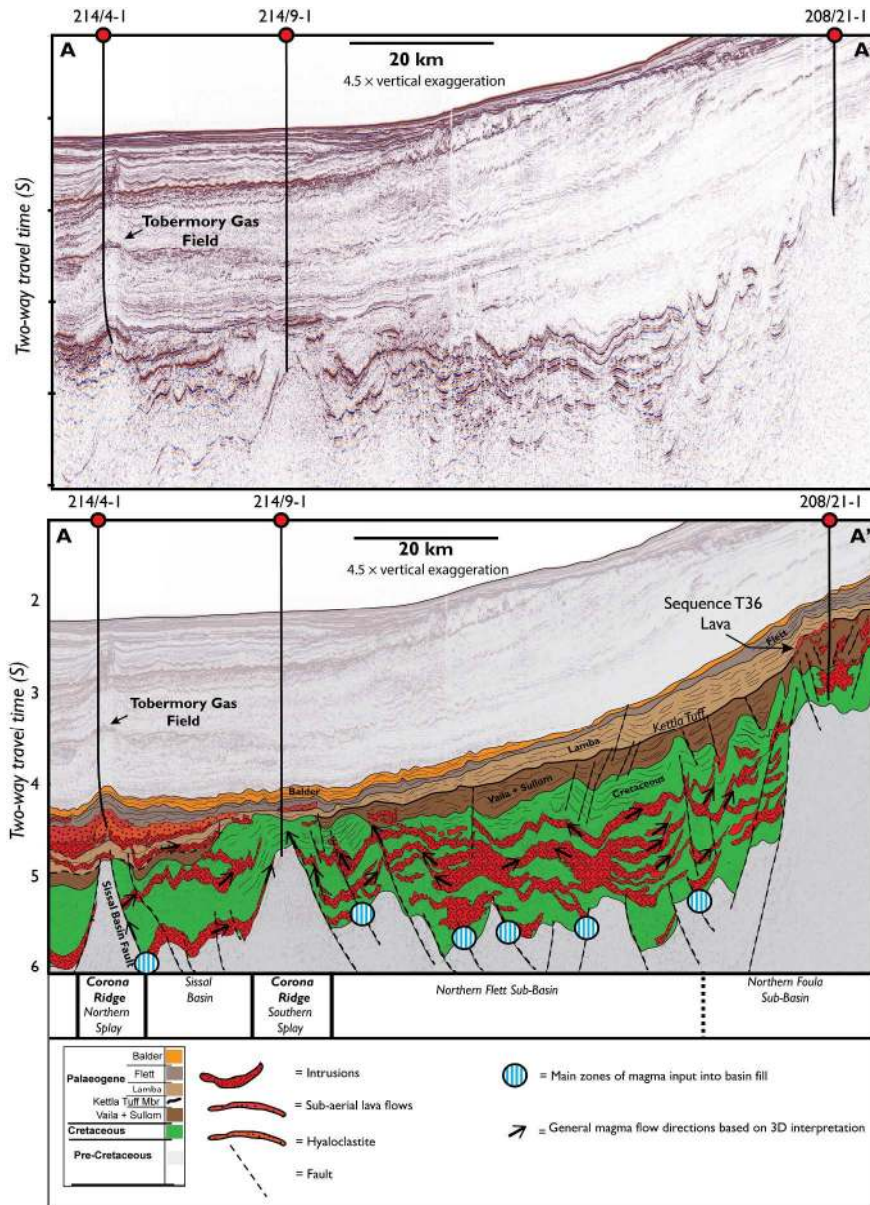 214/4-1
214/9-1
208/21-1
A
20 km
A
4.5 × vertical exaggeration
Two-way travel time (S)
Tobermory Gas
Field
214/4-1
214/9-1
208/21-1
A
20 km
A'
4.5 × vertical exaggeration
Two-way travel time (S)
2
3
4
5
6
Sequence T36
Lava
Tobermory Gas
Field
Flett
Kettla Tuff
Lamba
Balder
Vaila + Sullom
Cretaceous
Sissal Basin Fault
Corona
Ridge
Northern
Splay
Sissal
Basin
Corona
Ridge
Southern
Splay
Northern Flett Sub-Basin
Northern Foula
Sub-Basin
Balder
Palaeogene
Flett
Lamba
Kettla Tuff Mbr
Vaila + Sullom
Cretaceous
Pre-Cretaceous
= Intrusions
= Sub-aerial lava flows
= Hyaloclastite
= Fault
= Main zones of magma input into basin fill
= General magma flow directions based on 3D interpretation